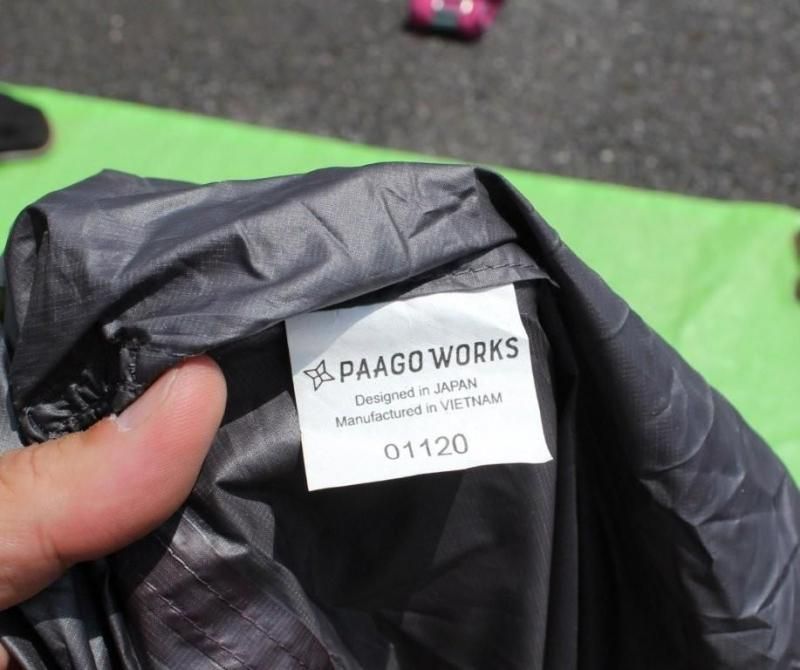 PAAGO WORKS
Designed in JAPAN
Manufactured in VIETNAM
01120